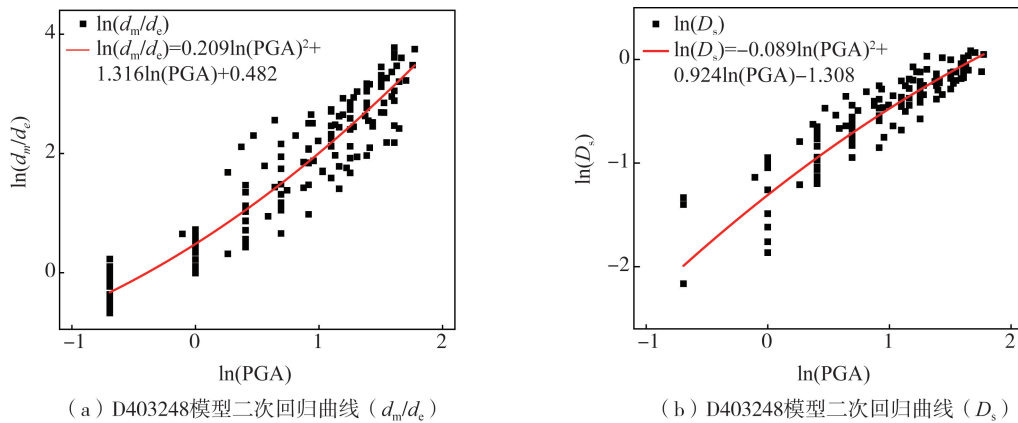 4
2
0
ln(dₘ/dₑ)
ln(dₘ/dₑ)
ln(dₘ/dₑ)=0.209ln(PGA)²+
1.316ln(PGA)+0.482
−1
0
1
2
ln(PGA)
（a）D403248模型二次回归曲线（dₘ/dₑ）
0
−1
−2
ln(Dₛ)
ln(Dₛ)
ln(Dₛ)=−0.089ln(PGA)²+
0.924ln(PGA)−1.308
−1
0
1
2
ln(PGA)
（b）D403248模型二次回归曲线（Dₛ）